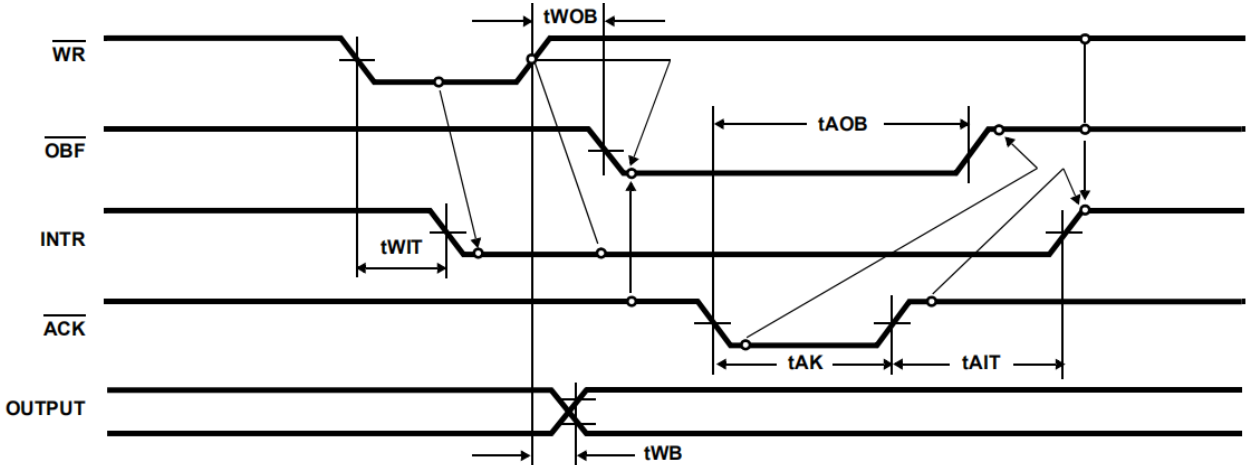 tWOB
WR
tAOB
OBF
INTR
tWIT
ACK
tAK
tAIT
OUTPUT
tWB